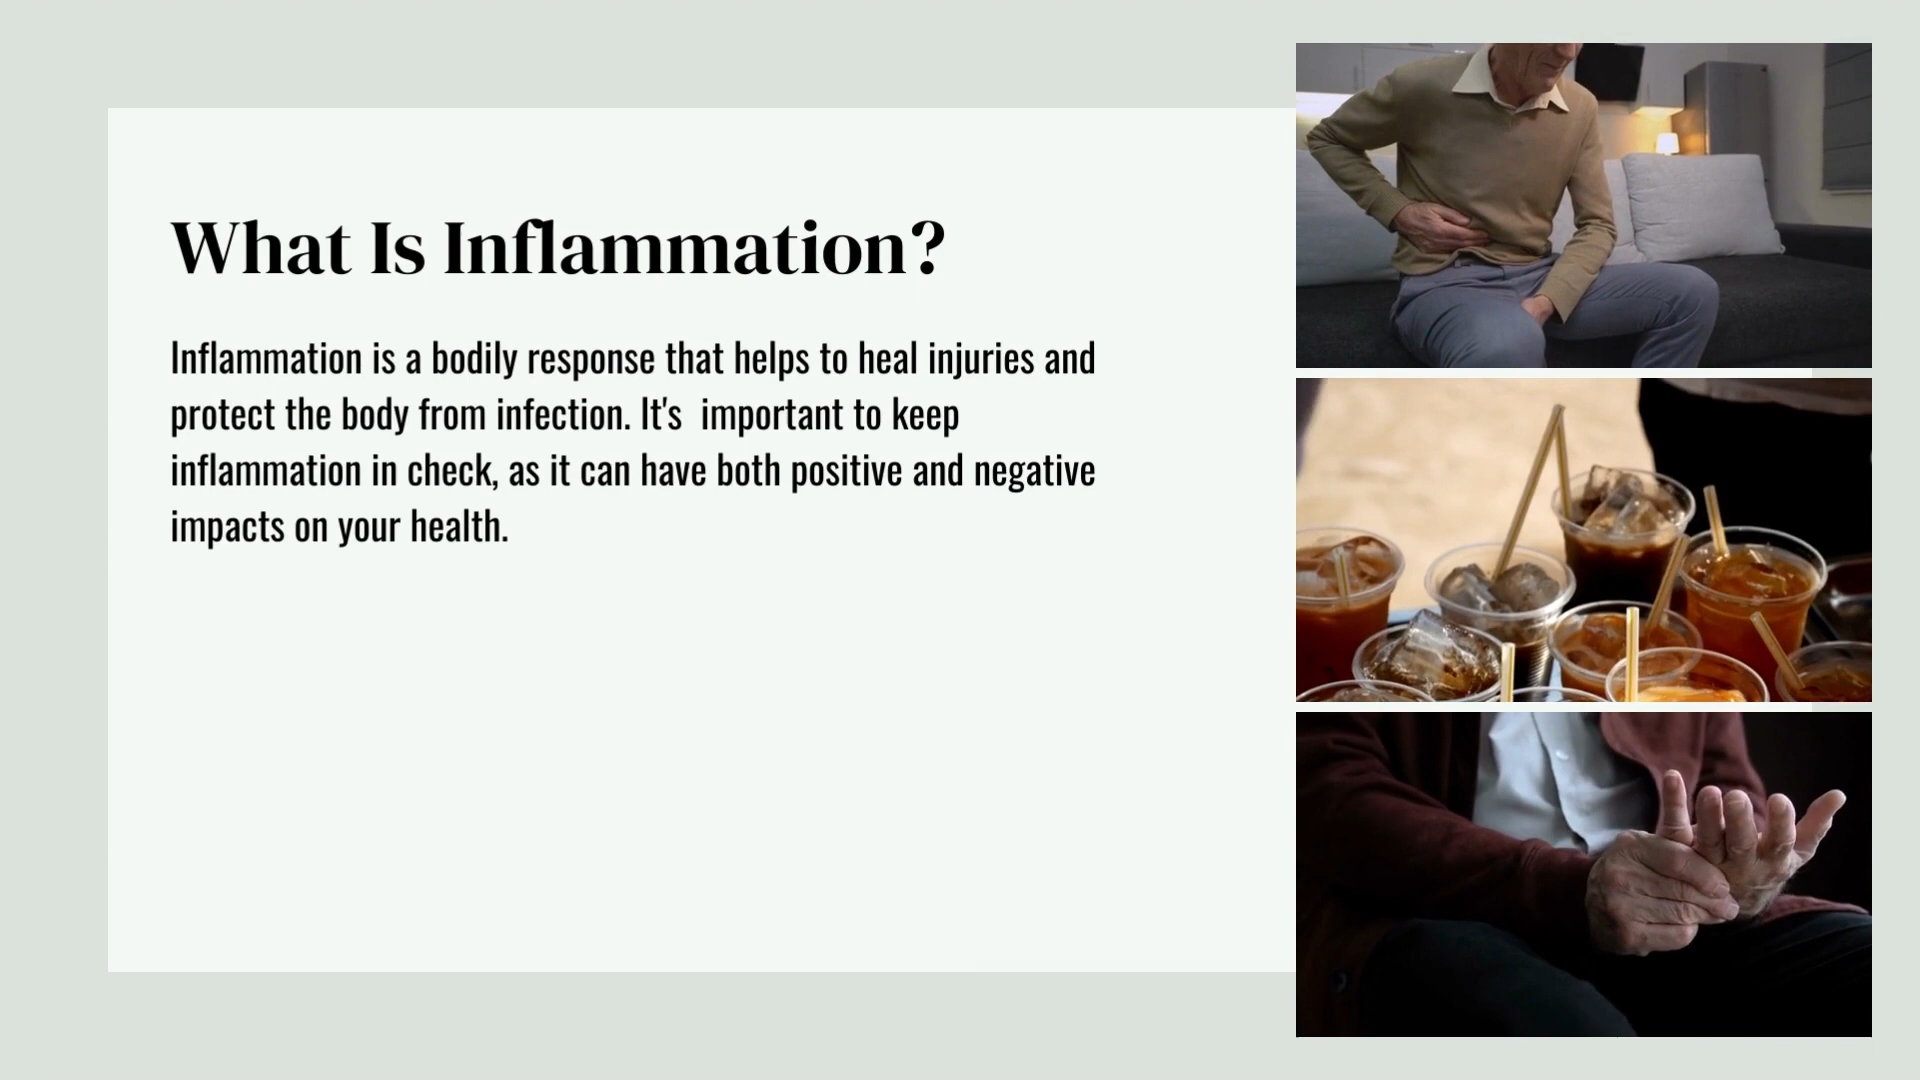 What Is Inflammation?
Inflammation is a bodily response that helps to heal injuries and
protect the body from infection. It's  important to keep
inflammation in check, as it can have both positive and negative
impacts on your health.